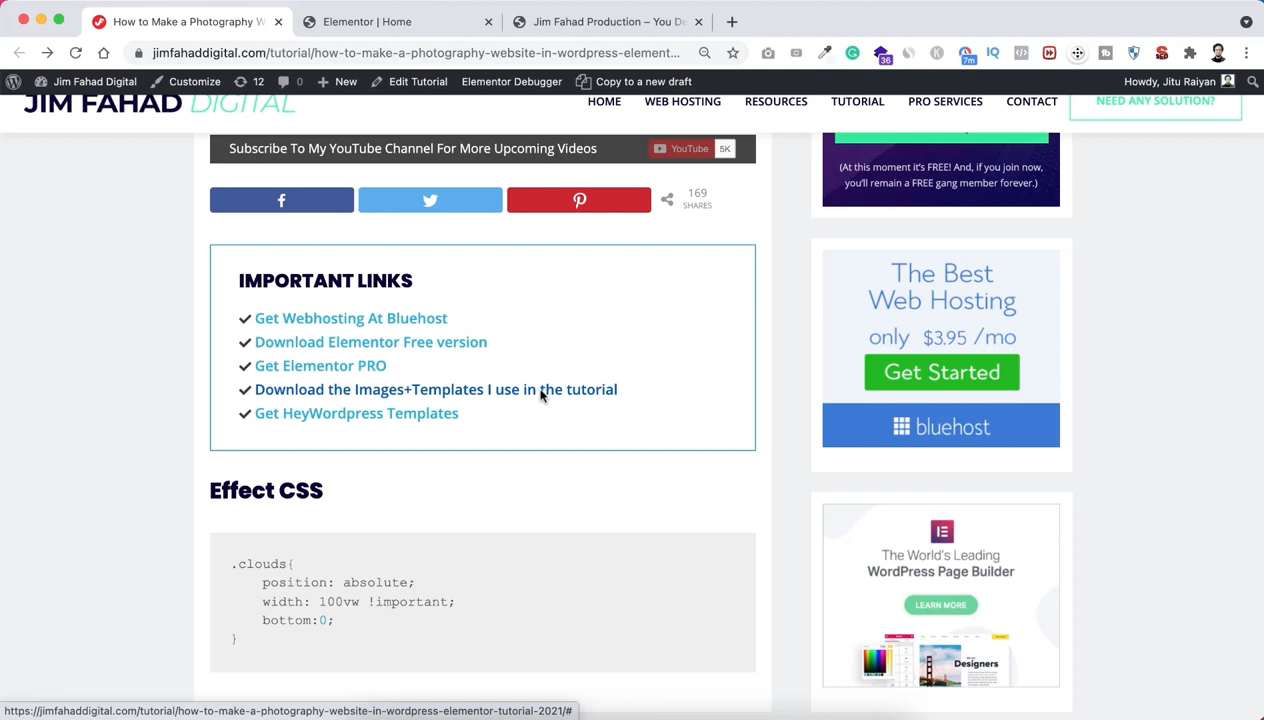 How to Make a Photography W
Elementor | Home
Jim Fahad Production – You De
jimfahaddigital.com/tutorial/how-to-make-a-photography-website-in-wordpress-element...
36
7m
IQ
Jim Fahad Digital
Customize
12
0
New
Edit Tutorial
Elementor Debugger
Copy to a new draft
Howdy, Jitu Raiyan
JIM FAHAD DIGITAL
HOME
WEB HOSTING
RESOURCES
TUTORIAL
PRO SERVICES
CONTACT
NEED ANY SOLUTION?
Subscribe To My YouTube Channel For More Upcoming Videos
YouTube
5K
169
SHARES
(At this moment it's FREE! And, if you join now,
you'll remain a FREE gang member forever.)
IMPORTANT LINKS
Get Webhosting At Bluehost
Download Elementor Free version
Get Elementor PRO
Download the Images+Templates I use in the tutorial
Get HeyWordpress Templates
The Best
Web Hosting
only $3.95 /mo
Get Started
bluehost
Effect CSS
.clouds{
position: absolute;
width: 100vw !important;
bottom:0;
}
The World's Leading
WordPress Page Builder
LEARN MORE
Designers
https://jimfahaddigital.com/tutorial/how-to-make-a-photography-website-in-wordpress-elementor-tutorial-2021/#